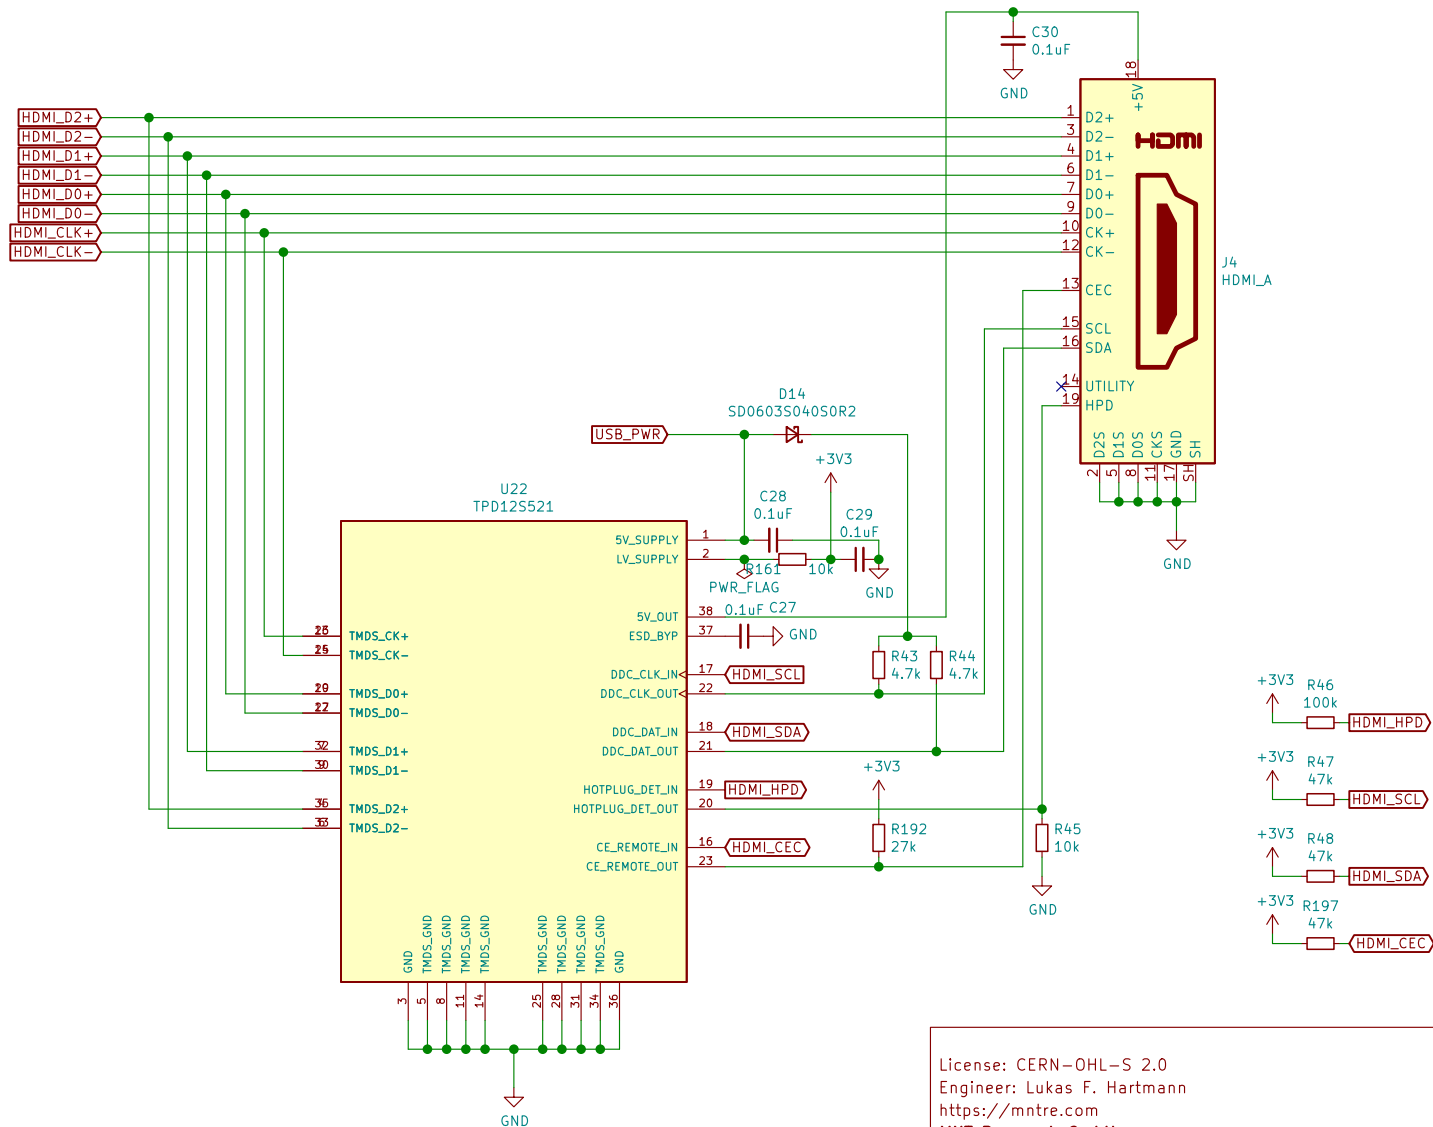 C30
0.1uF
GND
18
+5V
HDMI_D2+
HDMI_D2-
HDMI_D1+
HDMI_D1-
HDMI_D0+
HDMI_D0-
HDMI_CLK+
HDMI_CLK-
1 D2+
3 D2-
4 D1+
6 D1-
7 D0+
9 D0-
10 CK+
12 CK-
13 CEC
15 SCL
16 SDA
14 UTILITY
19 HPD
HDMI
J4
HDMI_A
D2S D1S D0S CKS GND SH
2 5 8 11 17 SH
GND
D14
SD0603S040S0R2
USB_PWR
+3V3
C28
0.1uF
C29
0.1uF
R161 10k
PWR_FLAG
GND
0.1uF C27
GND
U22
TPD12S521
5V_SUPPLY 1
LV_SUPPLY 2
5V_OUT 38
ESD_BYP 37
DDC_CLK_IN 17 HDMI_SCL
DDC_CLK_OUT 22
DDC_DAT_IN 18 HDMI_SDA
DDC_DAT_OUT 21
HOTPLUG_DET_IN 19 HDMI_HPD
HOTPLUG_DET_OUT 20
CE_REMOTE_IN 16 HDMI_CEC
CE_REMOTE_OUT 23
TMDS_CK+
TMDS_CK-
TMDS_D0+
TMDS_D0-
TMDS_D1+
TMDS_D1-
TMDS_D2+
TMDS_D2-
GND TMDS_GND TMDS_GND TMDS_GND TMDS_GND TMDS_GND TMDS_GND TMDS_GND TMDS_GND GND
3 5 8 11 14 25 28 31 34 36
GND
R43
4.7k
R44
4.7k
+3V3
R192
27k
R45
10k
GND
+3V3
R46
100k
HDMI_HPD
+3V3
R47
47k
HDMI_SCL
+3V3
R48
47k
HDMI_SDA
+3V3
R197
47k
HDMI_CEC
License: CERN-OHL-S 2.0
Engineer: Lukas F. Hartmann
https://mntre.com